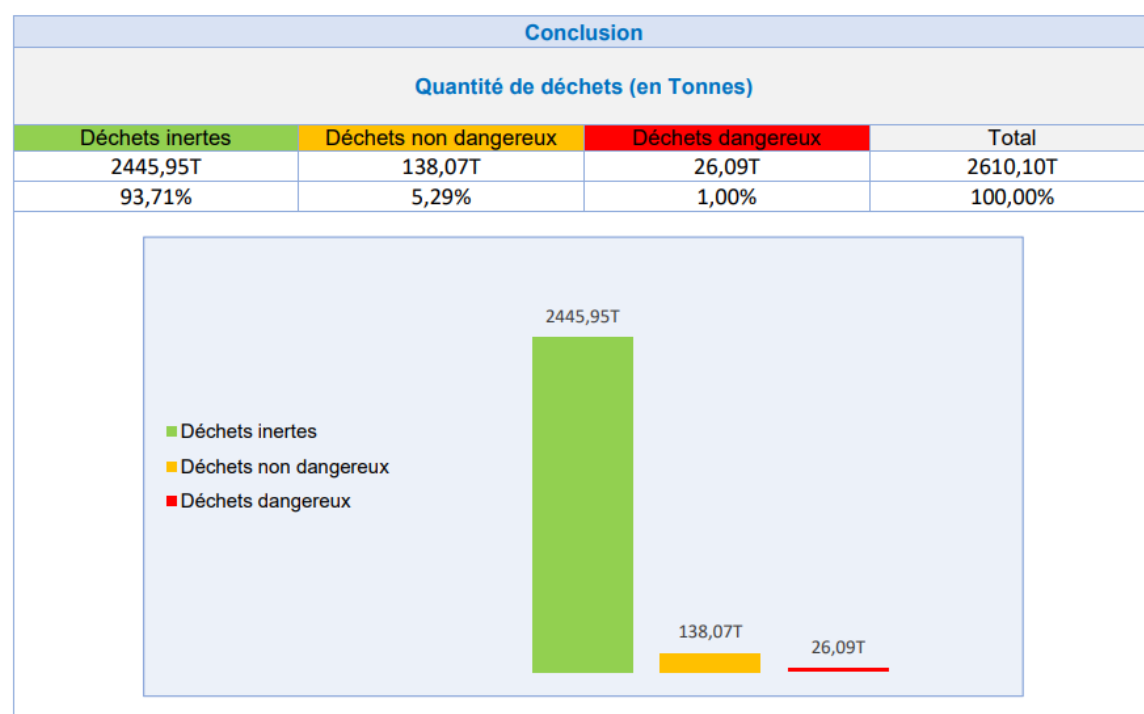 Conclusion
Quantité de déchets (en Tonnes)
Déchets inertes Déchets non dangereux Déchets dangereux Total
2445,95T 138,07T 26,09T 2610,10T
93,71% 5,29% 1,00% 100,00%
2445,95T
Déchets inertes
Déchets non dangereux
Déchets dangereux
138,07T
26,09T